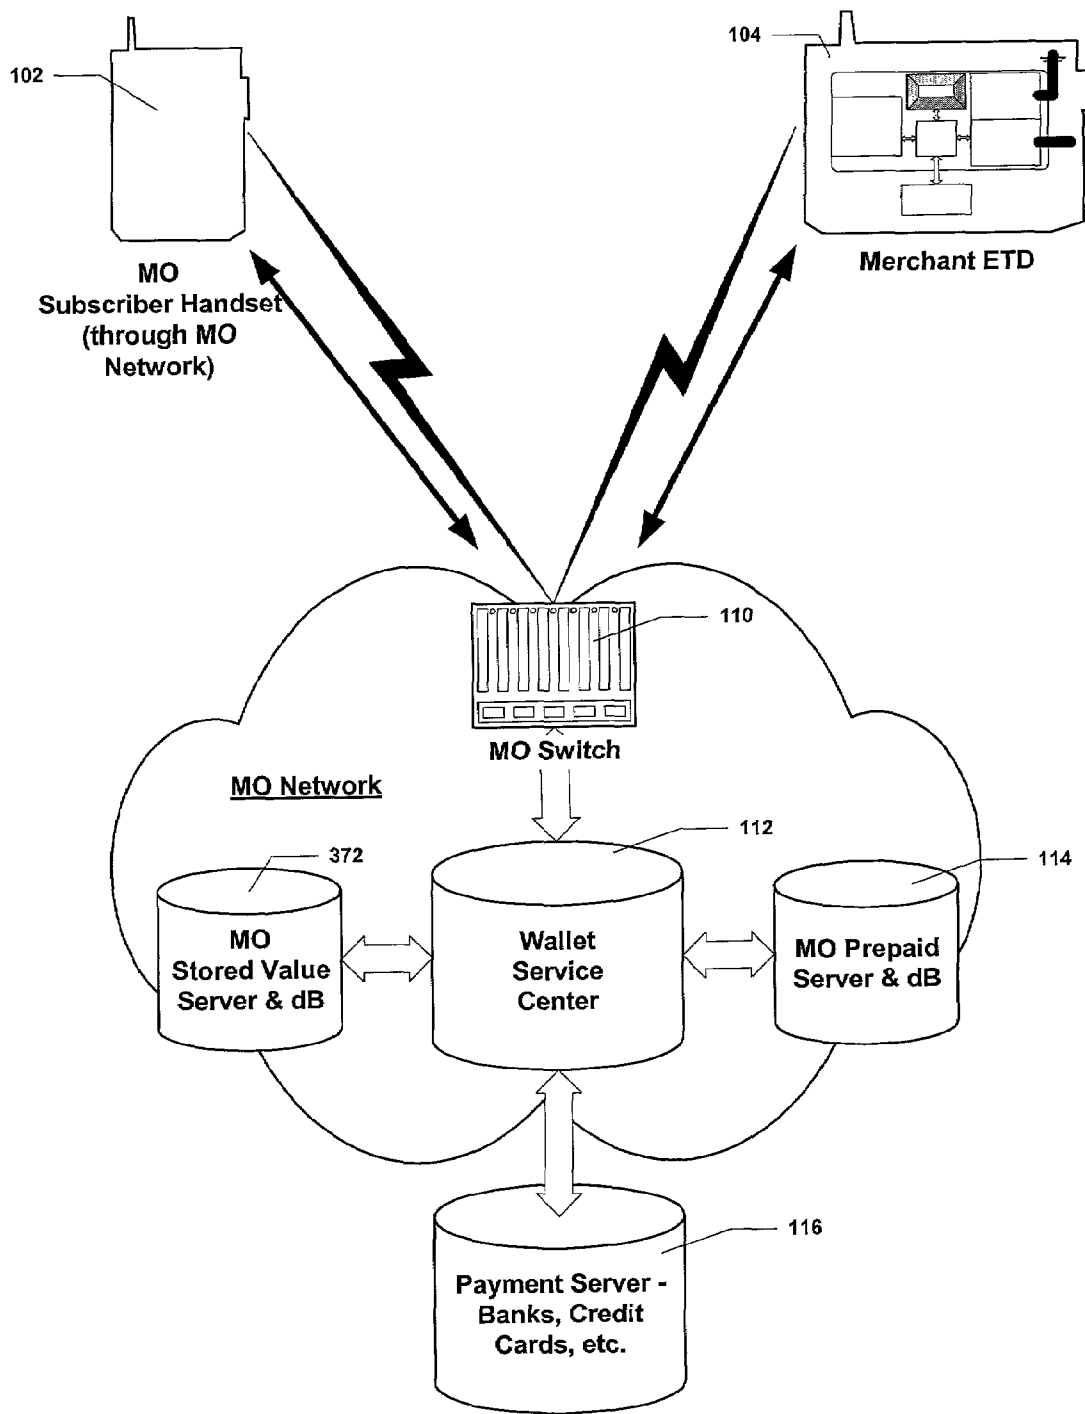 102
104
MO
Subscriber Handset
(through MO
Network)
Merchant ETD
110
MO Switch
MO Network
112
372
114
MO
Stored Value
Server & dB
Wallet
Service
Center
MO Prepaid
Server & dB
116
Payment Server -
Banks, Credit
Cards, etc.